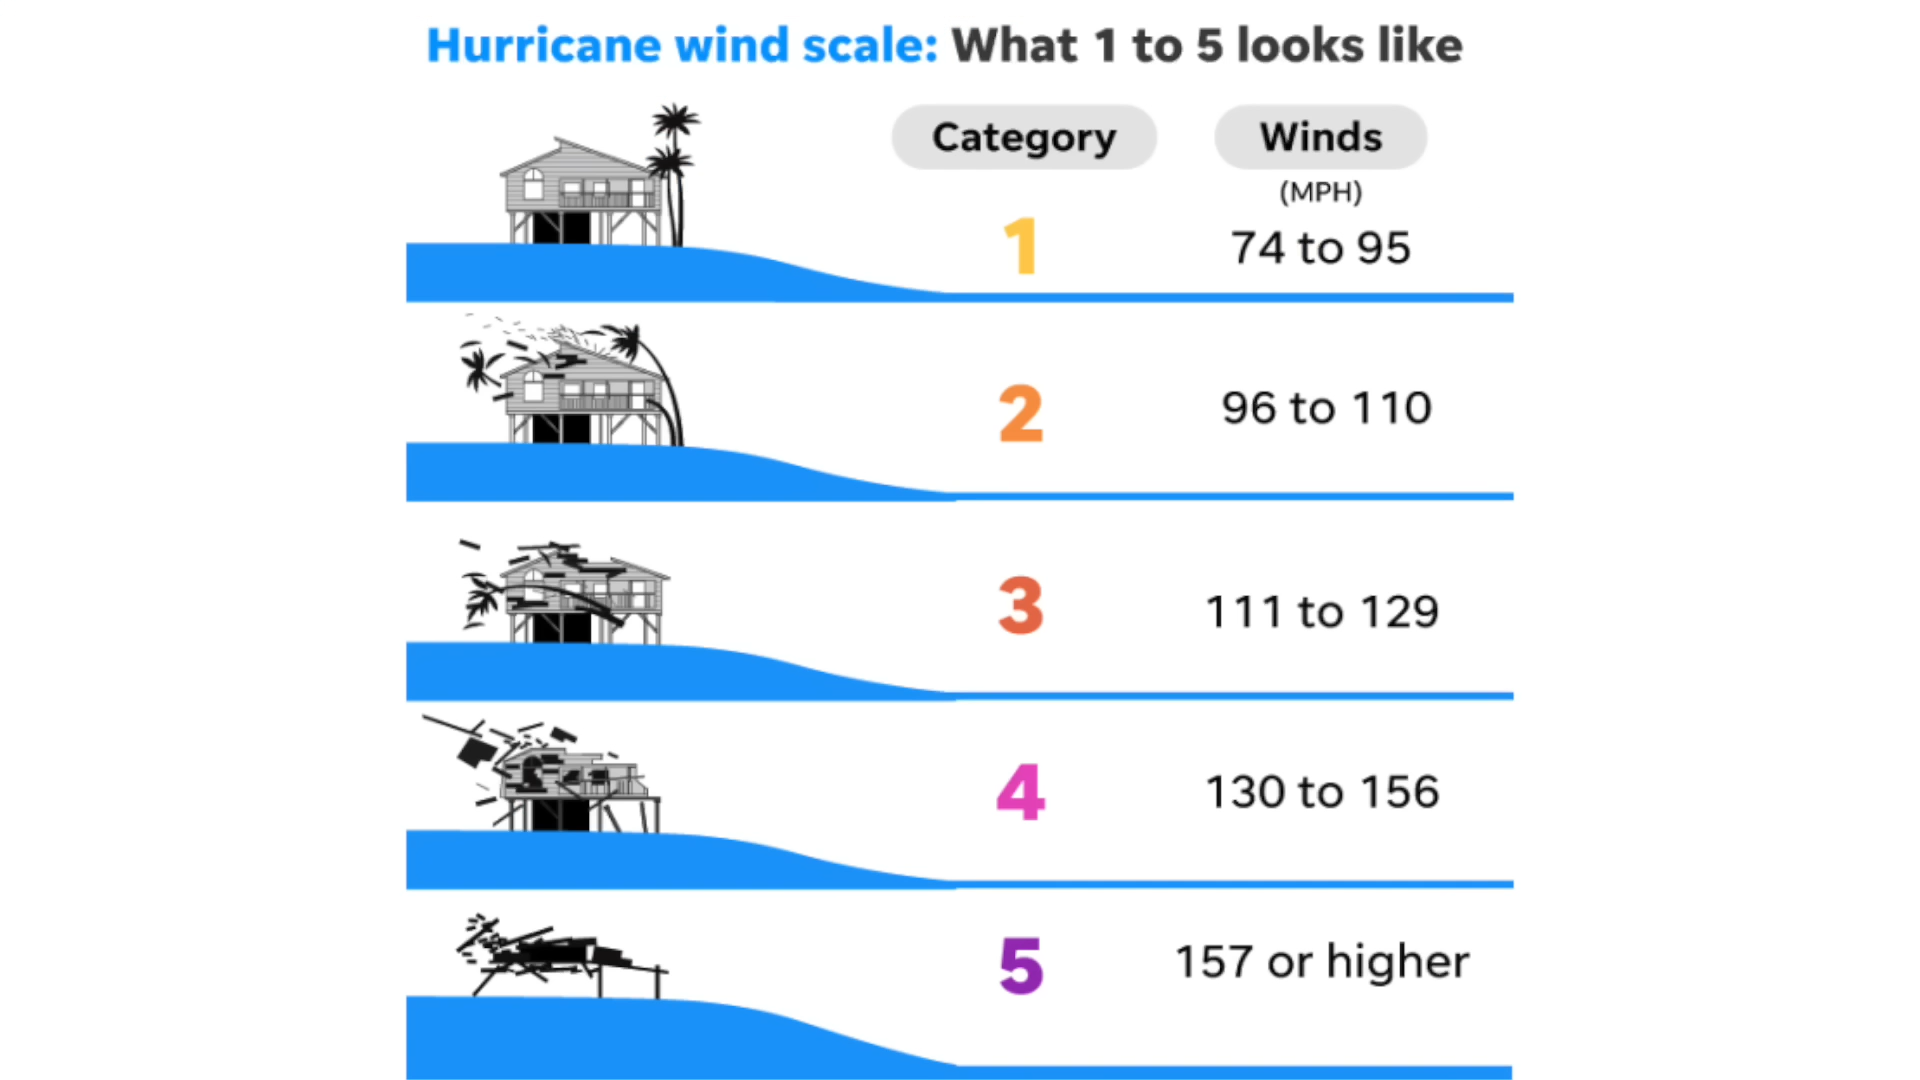 Hurricane wind scale: What 1 to 5 looks like
Category Winds
(MPH)
1 74 to 95
2 96 to 110
3 111 to 129
4 130 to 156
5 157 or higher